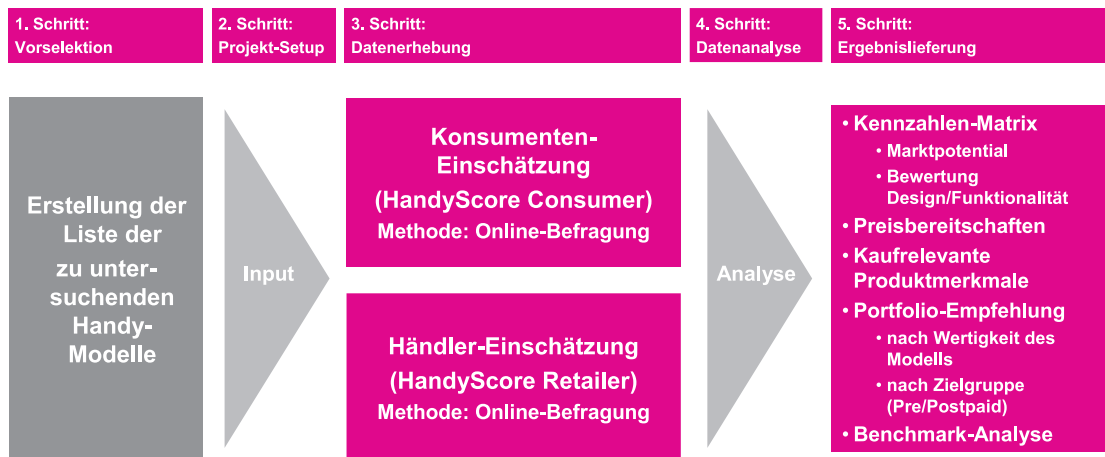 1. Schritt:
Vorselektion
2. Schritt:
Projekt-Setup
3. Schritt:
Datenerhebung
4. Schritt:
Datenanalyse
5. Schritt:
Ergebnislieferung
Erstellung der
Liste der
zu unter-
suchenden
Handy-
Modelle
Input
Konsumenten-
Einschätzung
(HandyScore Consumer)
Methode: Online-Befragung
Händler-Einschätzung
(HandyScore Retailer)
Methode: Online-Befragung
Analyse
• Kennzahlen-Matrix
• Marktpotential
• Bewertung
Design/Funktionalität
• Preisbereitschaften
• Kaufrelevante
Produktmerkmale
• Portfolio-Empfehlung
• nach Wertigkeit des
Modells
• nach Zielgruppe
(Pre/Postpaid)
• Benchmark-Analyse